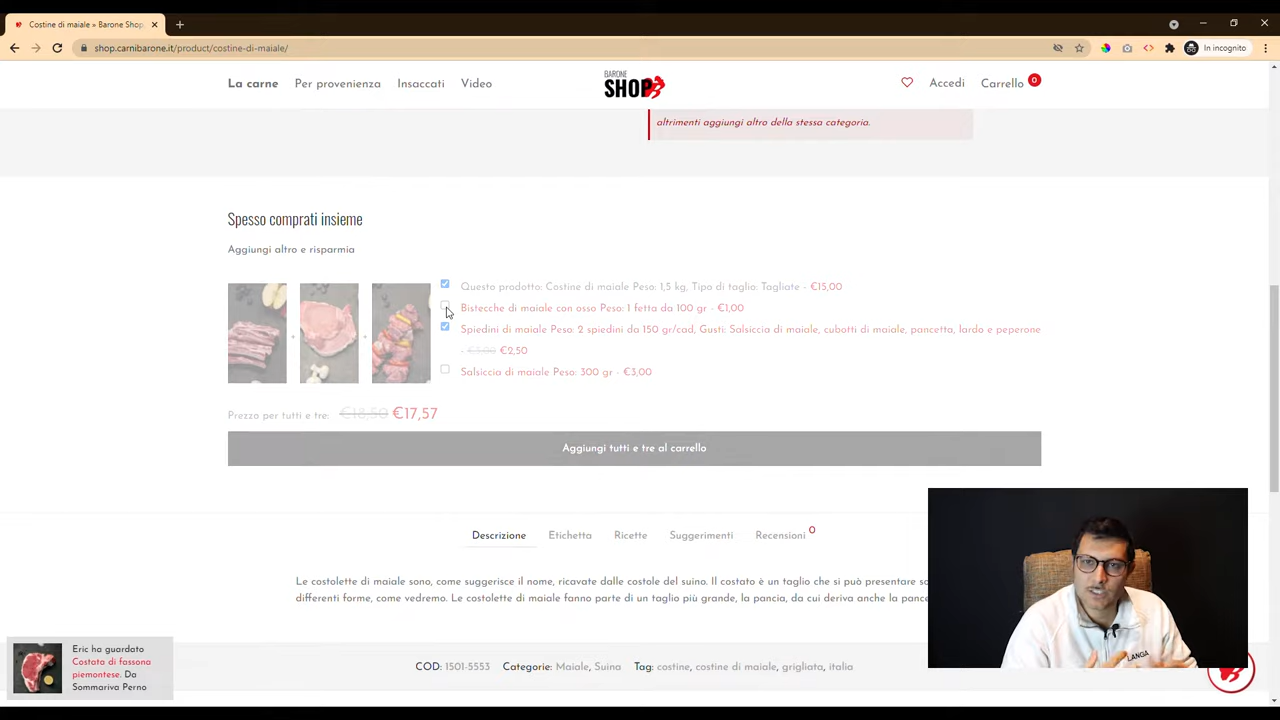 Costine di maiale » Barone Shop
shop.carnibarone.it/product/costine-di-maiale/
In incognito
La carne
Per provenienza
Insaccati
Video
BARONE
SHOP
Accedi
Carrello
0
altrimenti aggiungi altro della stessa categoria.
Spesso comprati insieme
Aggiungi altro e risparmia
Questo prodotto: Costine di maiale Peso: 1,5 kg, Tipo di taglio: Tagliate - €15,00
Bistecche di maiale con osso Peso: 1 fetta da 100 gr - €1,00
Spiedini di maiale Peso: 2 spiedini da 150 gr/cad, Gusti: Salsiccia di maiale, cubotti di maiale, pancetta, lardo e peperone
- €5,00 €2,50
Salsiccia di maiale Peso: 300 gr - €3,00
Prezzo per tutti e tre: €18,50 €17,57
Aggiungi tutti e tre al carrello
Descrizione
Etichetta
Ricette
Suggerimenti
Recensioni 0
Le costolette di maiale sono, come suggerisce il nome, ricavate dalle costole del suino. Il costato è un taglio che si può presentare
differenti forme, come vedremo. Le costolette di maiale fanno parte di un taglio più grande, la pancia, da cui deriva anche la
COD: 1501-5553 Categorie: Maiale, Suina Tag: costine, costine di maiale, grigliata, italia
Eric ha guardato
Costata di fassona
piemontese. Da
Sommariva Perno
LANGA